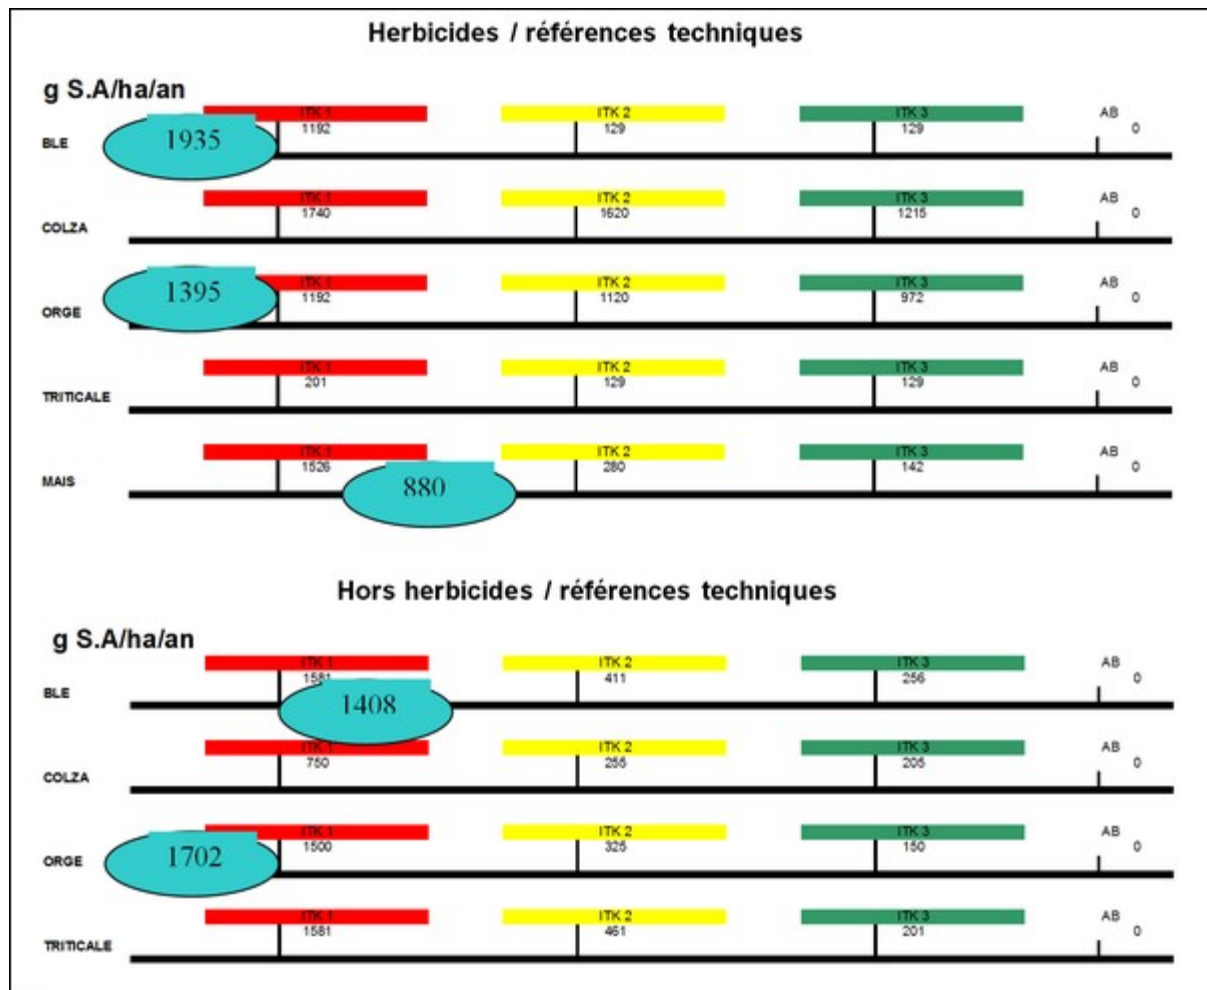 Herbicides / références techniques
g S.A/ha/an
ITK 1 ITK 2 ITK 3 AB
1935 1192 129 129 0
BLE
ITK 1 ITK 2 ITK 3 AB
1740 1620 1215 0
COLZA
ITK 1 ITK 2 ITK 3 AB
1395 1192 1120 972 0
ORGE
ITK 1 ITK 2 ITK 3 AB
201 129 129 0
TRITICALE
ITK 1 ITK 2 ITK 3 AB
1526 280 142 0
MAIS 880
Hors herbicides / références techniques
g S.A/ha/an
ITK 1 ITK 2 ITK 3 AB
1581 411 256 0
BLE 1408
ITK 1 ITK 2 ITK 3 AB
750 255 205 0
COLZA
ITK 1 ITK 2 ITK 3 AB
1702 1500 325 150 0
ORGE
ITK 1 ITK 2 ITK 3 AB
1581 461 201 0
TRITICALE